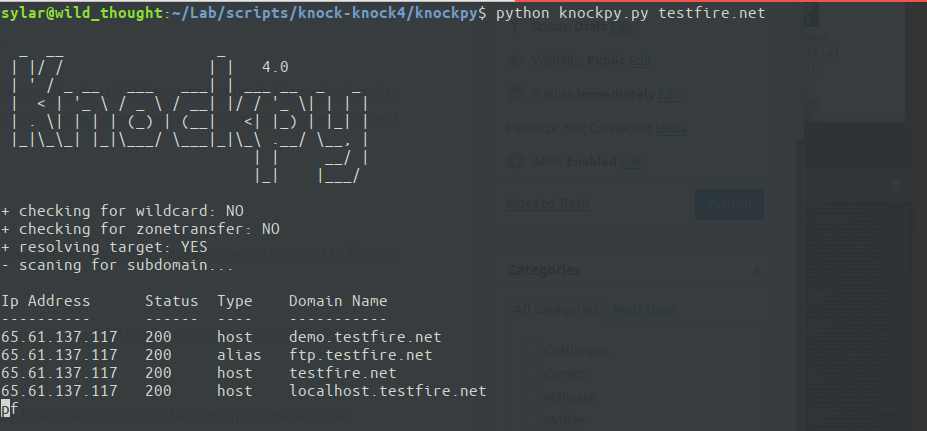 sylar@wild_thought:~/Lab/scripts/knock-knock4/knockpy$ python knockpy.py testfire.net
4.0
Knockpy
+ checking for wildcard: NO
+ checking for zonetransfer: NO
+ resolving target: YES
- scanning for subdomain...
Ip Address Status Type Domain Name
---------- ------ ---- -----------
65.61.137.117 200 host demo.testfire.net
65.61.137.117 200 alias ftp.testfire.net
65.61.137.117 200 host testfire.net
65.61.137.117 200 host localhost.testfire.net
pf
Status: Draft Edit
Visibility: Public Edit
Publish Immediately Edit
Publicize: Not Connected Show
AMP: Enabled Edit
Move to Trash
Publish
Categories
All Categories
Most Used
Challenges
Comics
Malware
Mobile